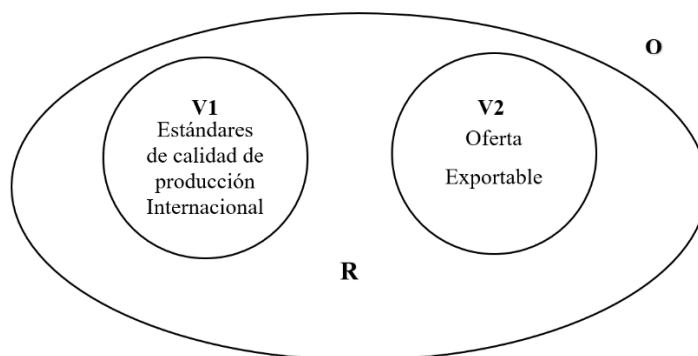 O
V1
Estándares
de calidad de
producción
Internacional
V2
Oferta
Exportable
R